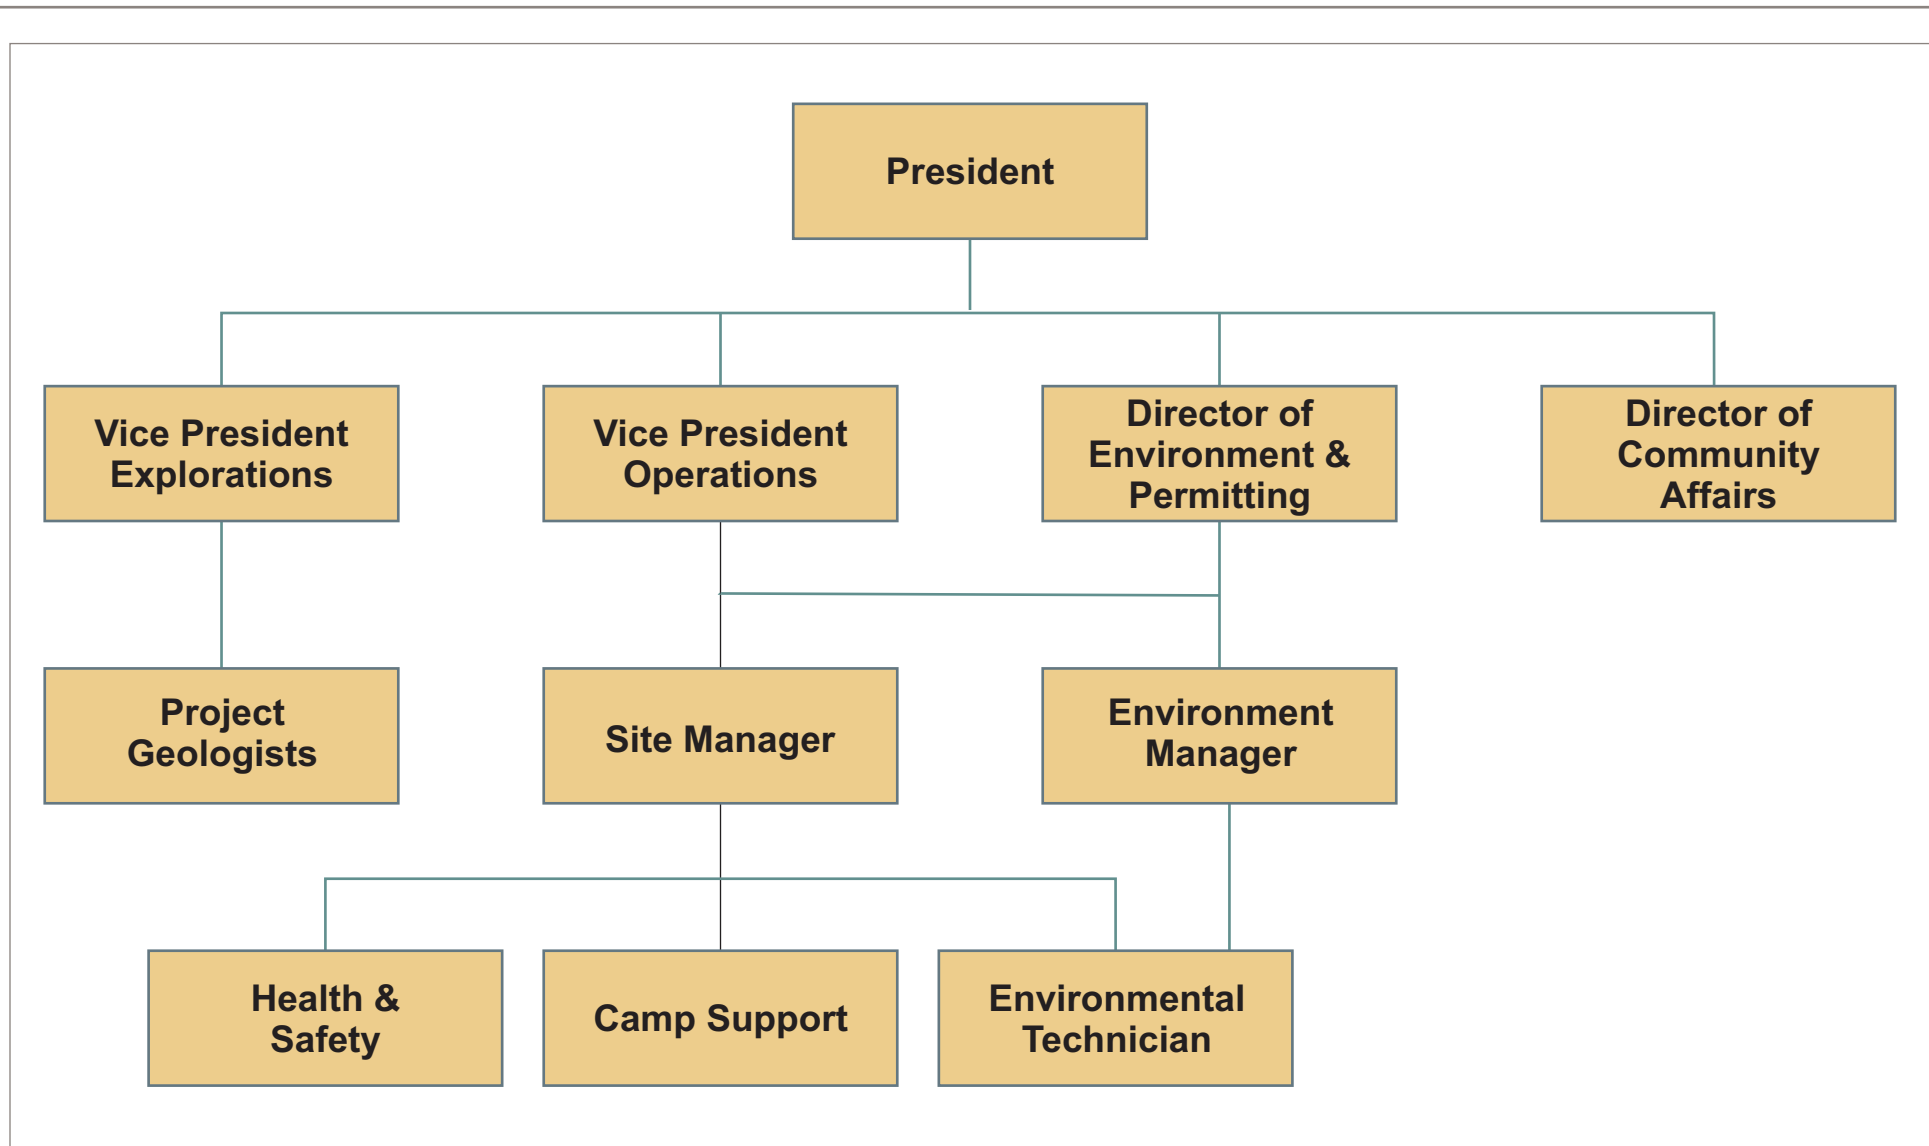 President
Vice President
Explorations
Vice President
Operations
Director of
Environment &
Permitting
Director of
Community
Affairs
Project
Geologists
Site Manager
Environment
Manager
Health &
Safety
Camp Support
Environmental
Technician